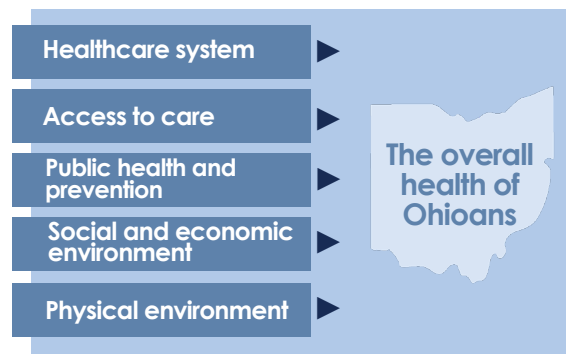 Healthcare system
Access to care
Public health and
prevention
Social and economic
environment
Physical environment
The overall
health of
Ohioans